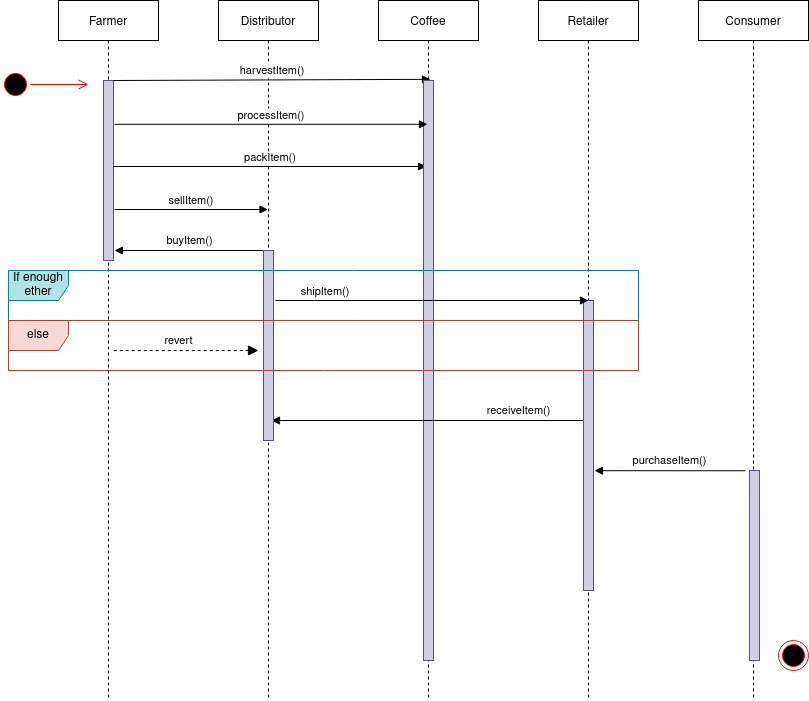 Farmer
Distributor
Coffee
Retailer
Consumer
harvestItem()
processItem()
packItem()
sellItem()
buyItem()
If enough
ether
shipItem()
else
revert
receiveItem()
purchaseItem()